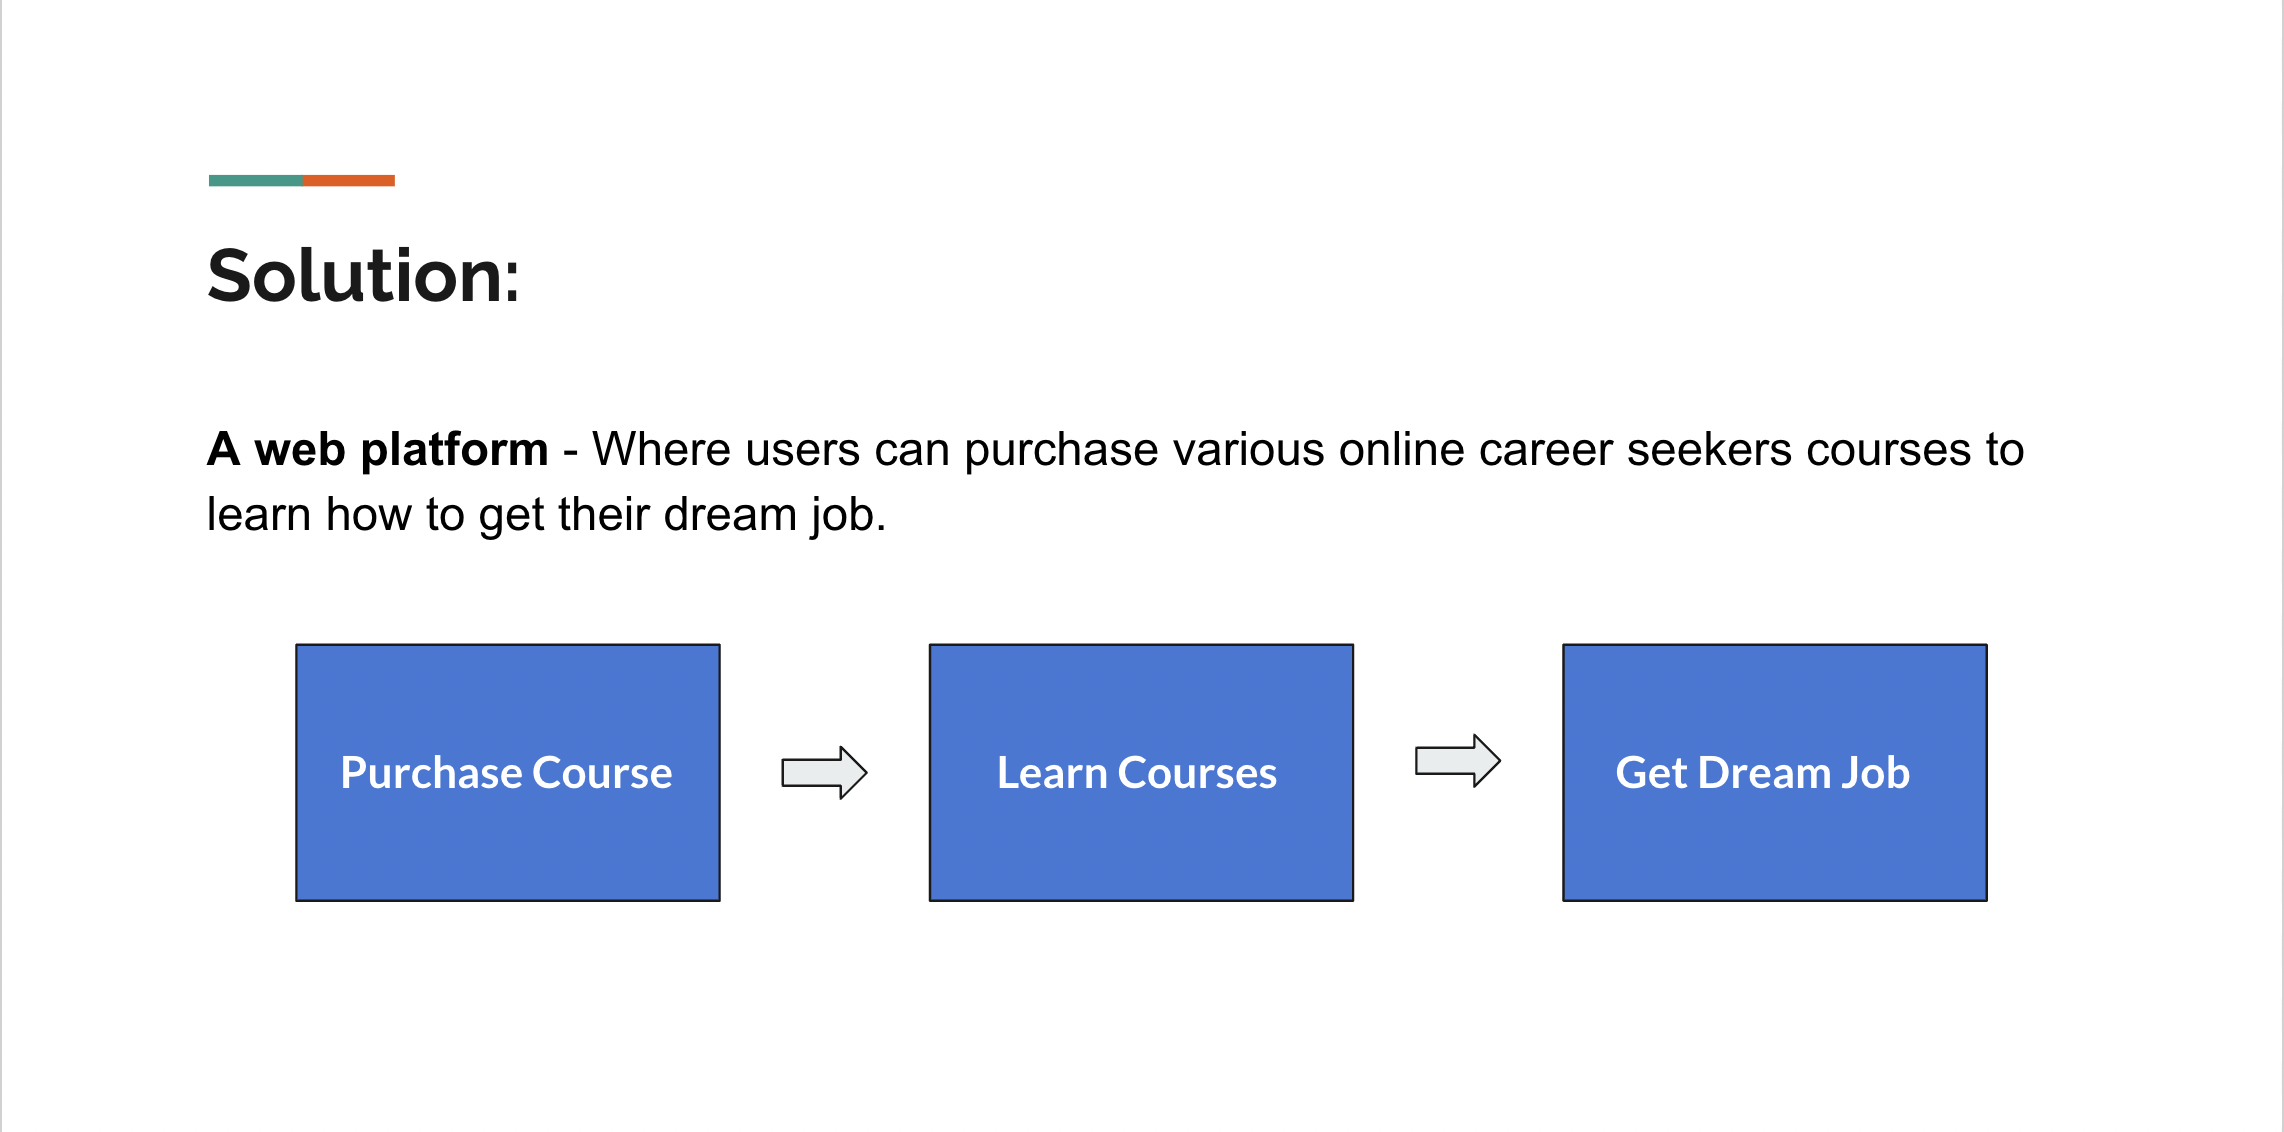 Solution:
A web platform - Where users can purchase various online career seekers courses to
learn how to get their dream job.
Purchase Course
Learn Courses
Get Dream Job